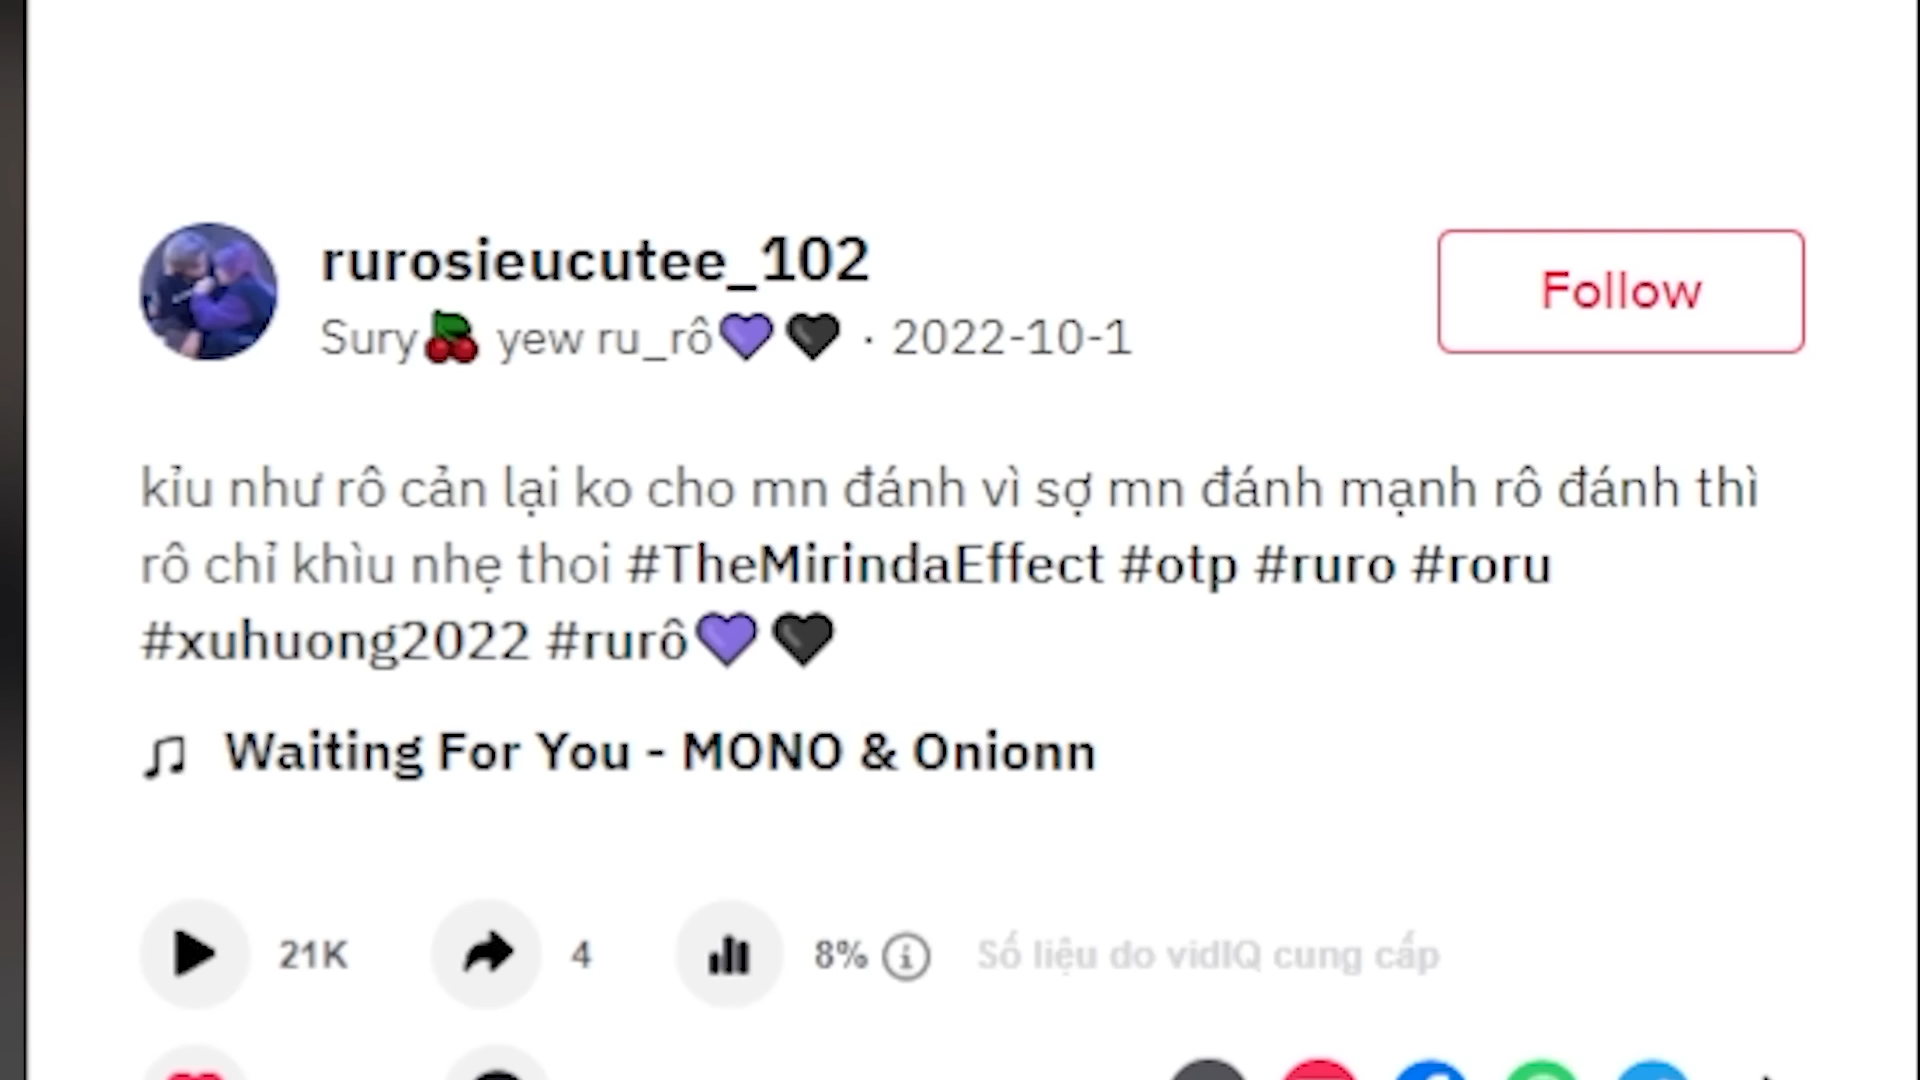 rurosieucutee_102
Sury🍒 yew ru_rô💜🖤 · 2022-10-1
Follow
kỉu như rô cản lại ko cho mn đánh vì sợ mn đánh mạnh rô đánh thì
rô chỉ khìu nhẹ thoi #TheMirindaEffect #otp #ruro #roru
#xuhuong2022 #rurô💜🖤
Waiting For You - MONO & Onionn
21K 4 8% Số liệu do vidIQ cung cấp